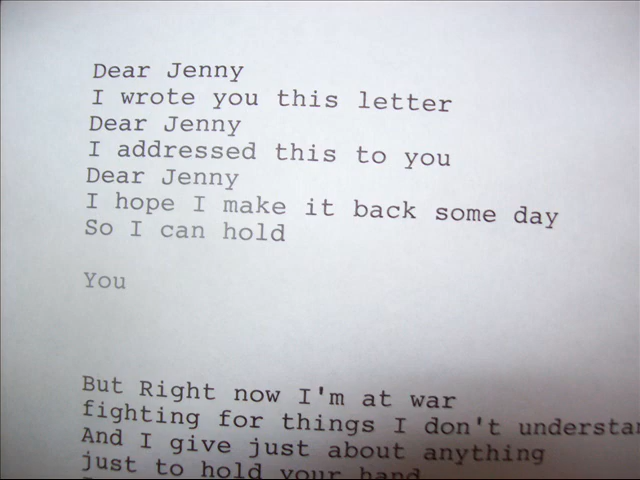 Dear Jenny
I wrote you this letter
Dear Jenny
I addressed this to you
Dear Jenny
I hope I make it back some day
So I can hold
You
But Right now I'm at war
fighting for things I don't understa
And I give just about anything
just to hold your hand